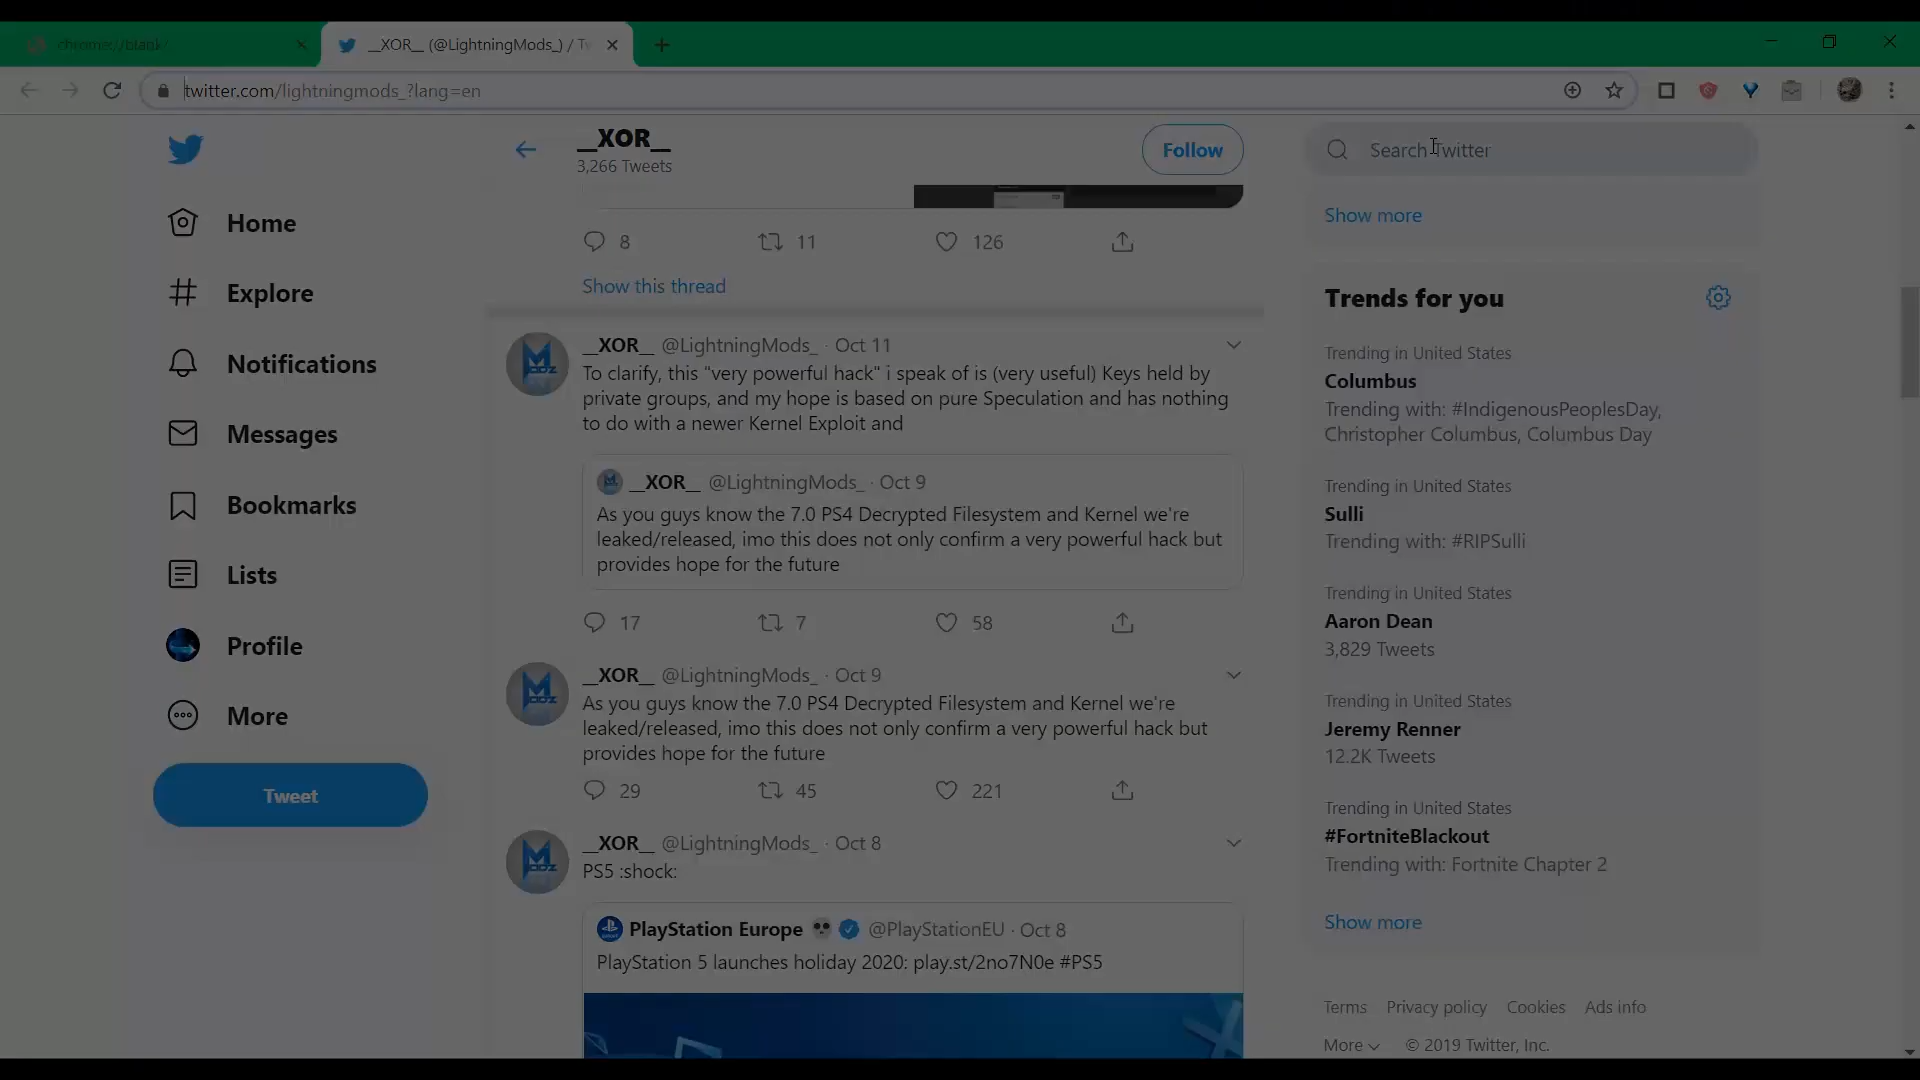 chrome://blank
__XOR__ (@LightningMods_) / Tw
twitter.com/lightningmods_?lang=en
__XOR__
3,266 Tweets
Follow
Search Twitter
Home
Explore
Notifications
Messages
Bookmarks
Lists
Profile
More
Tweet
8 11 126
Show this thread
__XOR__ @LightningMods_ · Oct 11
To clarify, this "very powerful hack" i speak of is (very useful) Keys held by
private groups, and my hope is based on pure Speculation and has nothing
to do with a newer Kernel Exploit and
__XOR__ @LightningMods_ · Oct 9
As you guys know the 7.0 PS4 Decrypted Filesystem and Kernel we're
leaked/released, imo this does not only confirm a very powerful hack but
provides hope for the future
17 7 58
__XOR__ @LightningMods_ · Oct 9
As you guys know the 7.0 PS4 Decrypted Filesystem and Kernel we're
leaked/released, imo this does not only confirm a very powerful hack but
provides hope for the future
29 45 221
__XOR__ @LightningMods_ · Oct 8
PS5 :shock:
PlayStation Europe @PlayStationEU · Oct 8
PlayStation 5 launches holiday 2020: play.st/2no7N0e #PS5
Show more
Trends for you
Trending in United States
Columbus
Trending with: #IndigenousPeoplesDay,
Christopher Columbus, Columbus Day
Trending in United States
Sulli
Trending with: #RIPSulli
Trending in United States
Aaron Dean
3,829 Tweets
Trending in United States
Jeremy Renner
12.2K Tweets
Trending in United States
#FortniteBlackout
Trending with: Fortnite Chapter 2
Show more
Terms Privacy policy Cookies Ads info
More © 2019 Twitter, Inc.